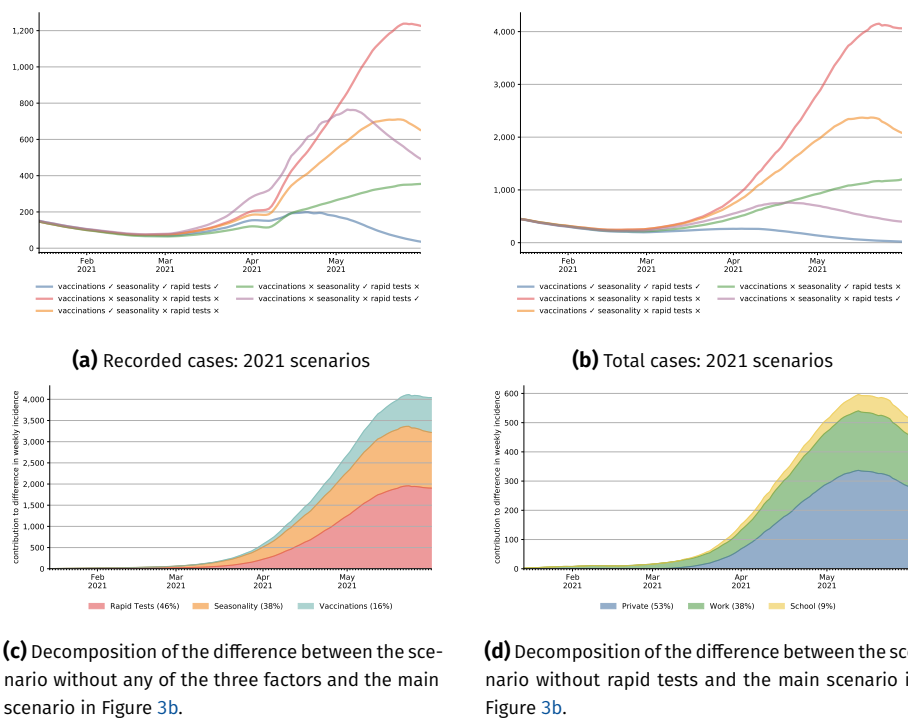 1,200
1,000
800
600
400
200
0
Feb
2021
Mar
2021
Apr
2021
May
2021
vaccinations ✓ seasonality ✓ rapid tests ✓
vaccinations × seasonality × rapid tests ×
vaccinations ✓ seasonality × rapid tests ×
vaccinations × seasonality ✓ rapid tests ×
vaccinations × seasonality × rapid tests ✓
(a) Recorded cases: 2021 scenarios
4,000
3,000
2,000
1,000
0
Feb
2021
Mar
2021
Apr
2021
May
2021
vaccinations ✓ seasonality ✓ rapid tests ✓
vaccinations × seasonality × rapid tests ×
vaccinations ✓ seasonality × rapid tests ×
vaccinations × seasonality ✓ rapid tests ×
vaccinations × seasonality × rapid tests ✓
(b) Total cases: 2021 scenarios
contribution to difference in weekly incidence
4,000
3,500
3,000
2,500
2,000
1,500
1,000
500
0
Feb
2021
Mar
2021
Apr
2021
May
2021
Rapid Tests (46%) Seasonality (38%) Vaccinations (16%)
(c) Decomposition of the difference between the sce-
nario without any of the three factors and the main
scenario in Figure 3b.
contribution to difference in weekly incidence
600
500
400
300
200
100
0
Feb
2021
Mar
2021
Apr
2021
May
2021
Private (53%) Work (38%) School (9%)
(d) Decomposition of the difference between the sc
nario without rapid tests and the main scenario i
Figure 3b.